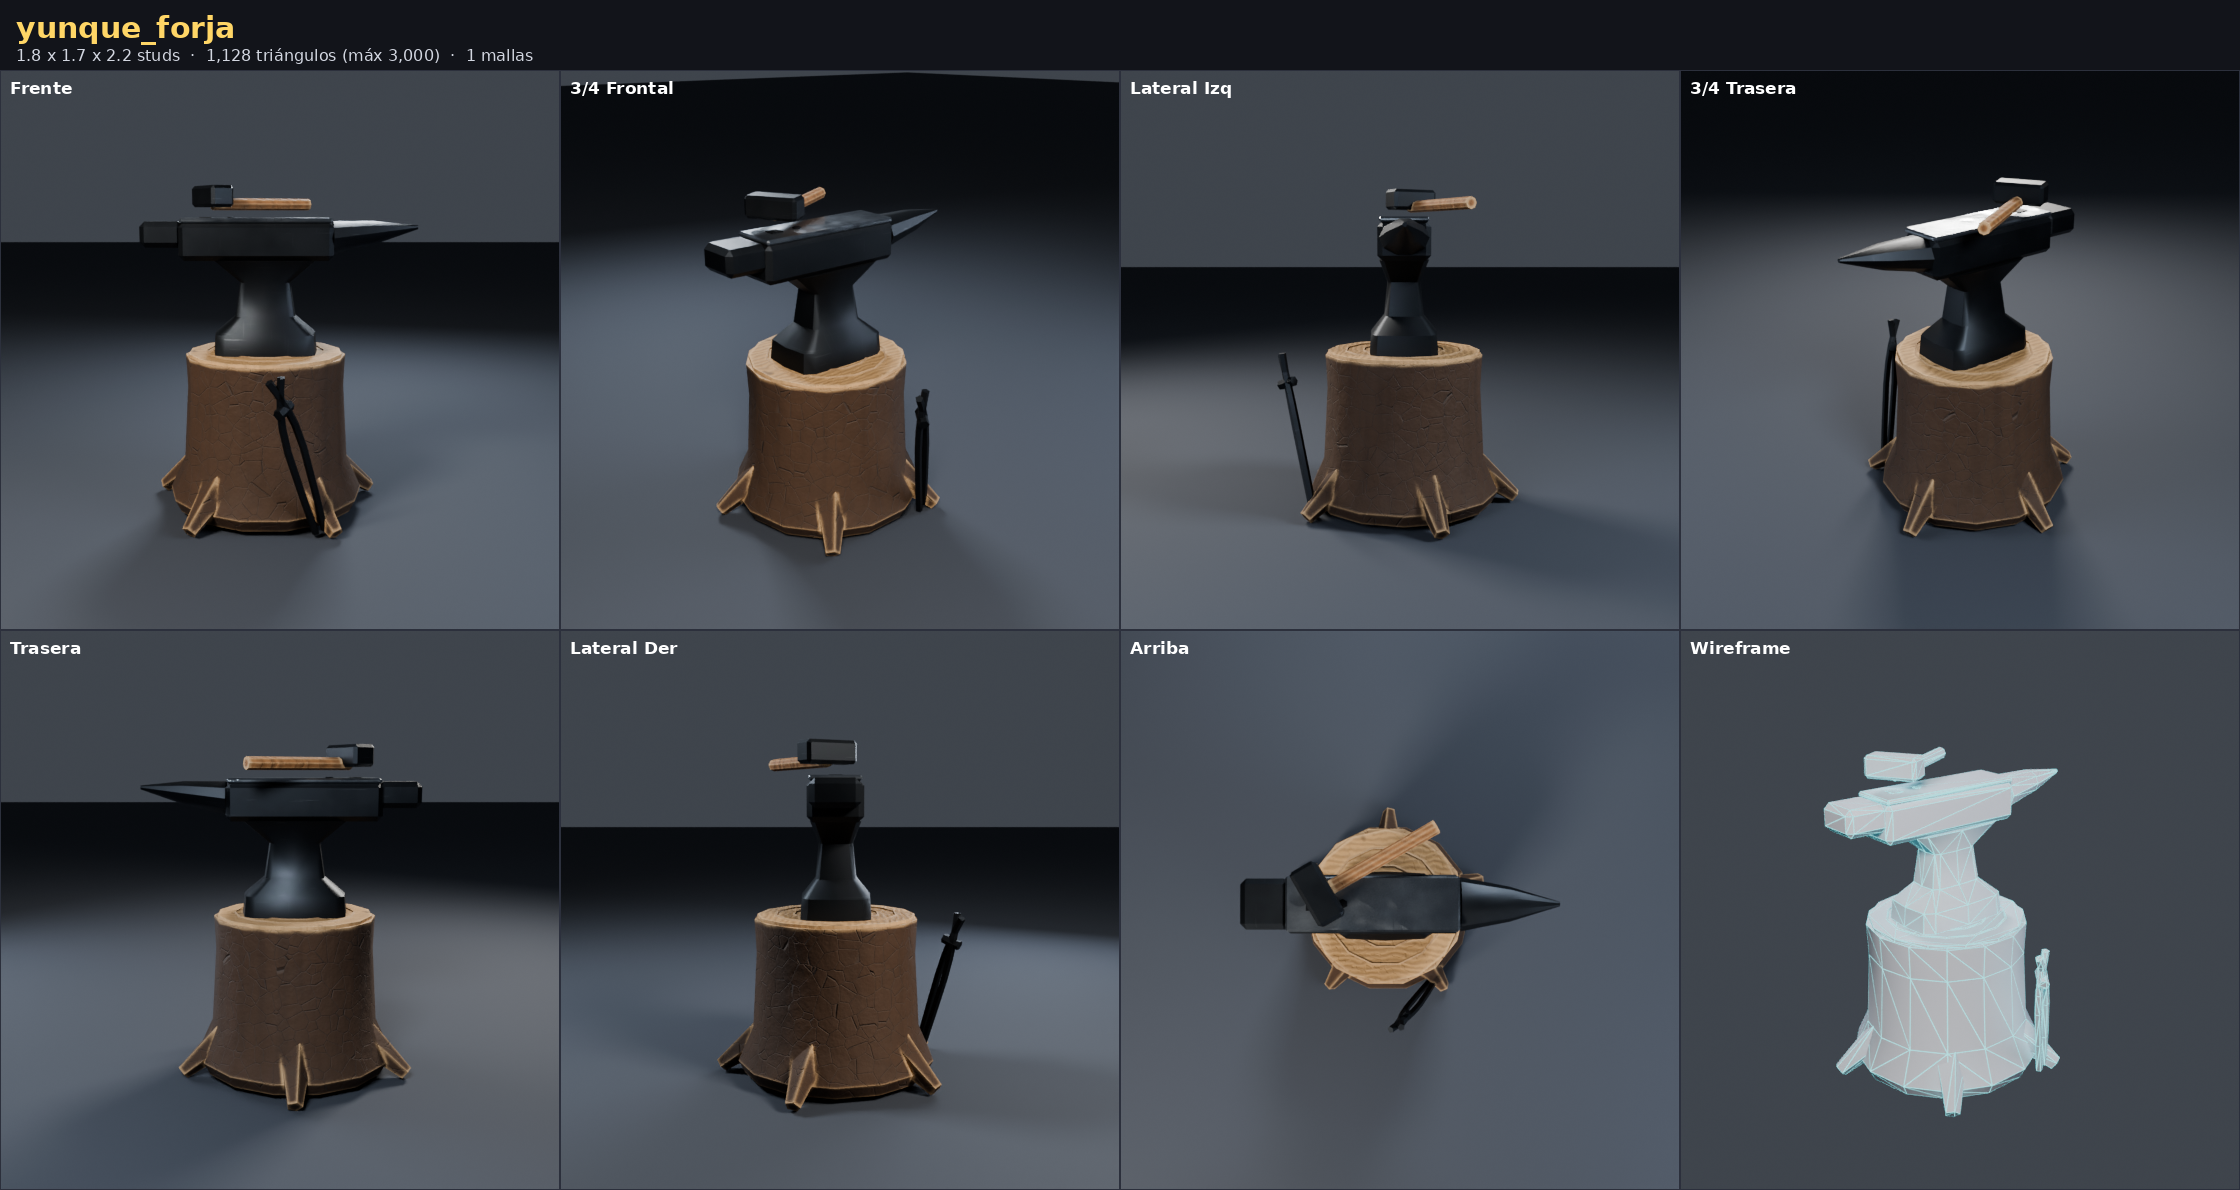 yunque_forja
1.8 x 1.7 x 2.2 studs · 1,128 triángulos (máx 3,000) · 1 mallas
Frente
3/4 Frontal
Lateral Izq
3/4 Trasera
Trasera
Lateral Der
Arriba
Wireframe